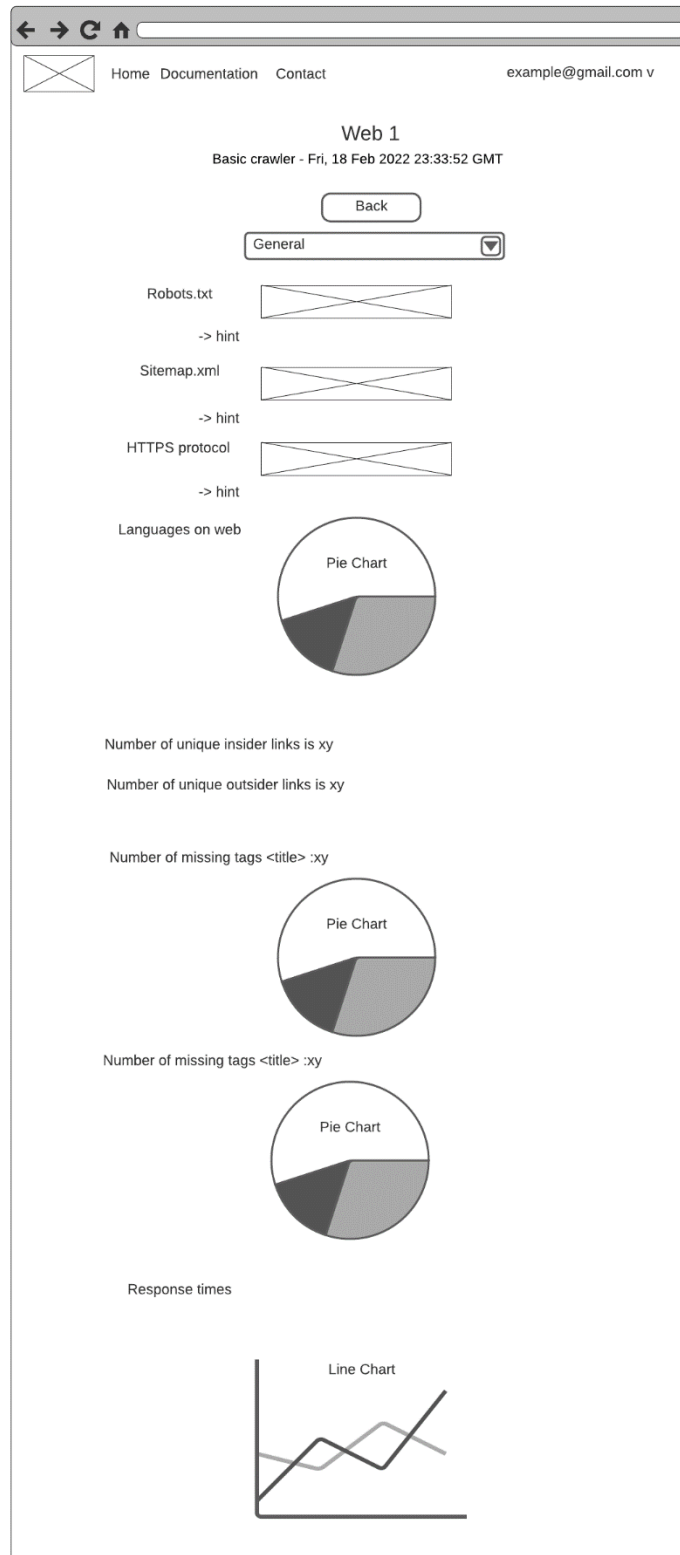 Home Documentation Contact example@gmail.com v
Web 1
Basic crawler - Fri, 18 Feb 2022 23:33:52 GMT
Back
General
Robots.txt
-> hint
Sitemap.xml
-> hint
HTTPS protocol
-> hint
Languages on web
Pie Chart
Number of unique insider links is xy
Number of unique outsider links is xy
Number of missing tags <title> :xy
Pie Chart
Number of missing tags <title> :xy
Pie Chart
Response times
Line Chart